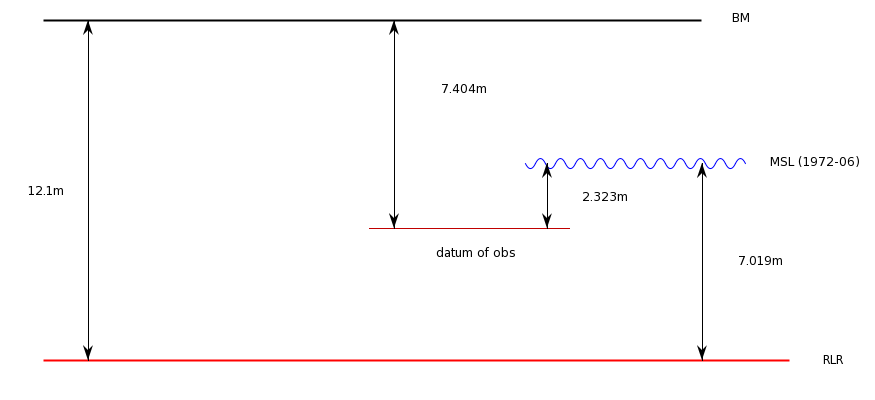 BM
7.404m
MSL (1972-06)
12.1m
2.323m
datum of obs
7.019m
RLR